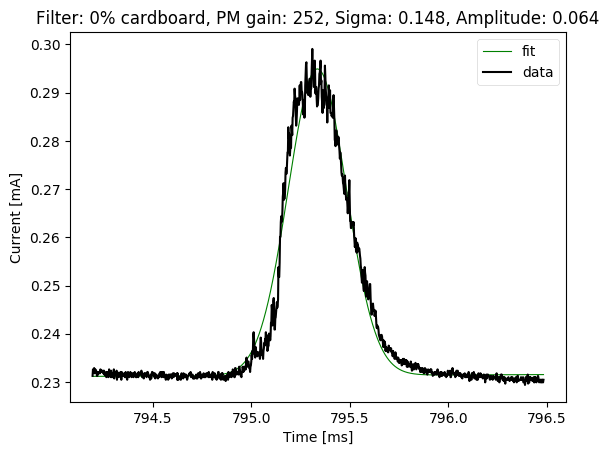 Filter: 0% cardboard, PM gain: 252, Sigma: 0.148, Amplitude: 0.064
fit
data
0.30
0.29
0.28
0.27
0.26
0.25
0.24
0.23
Current [mA]
794.5
795.0
795.5
796.0
796.5
Time [ms]